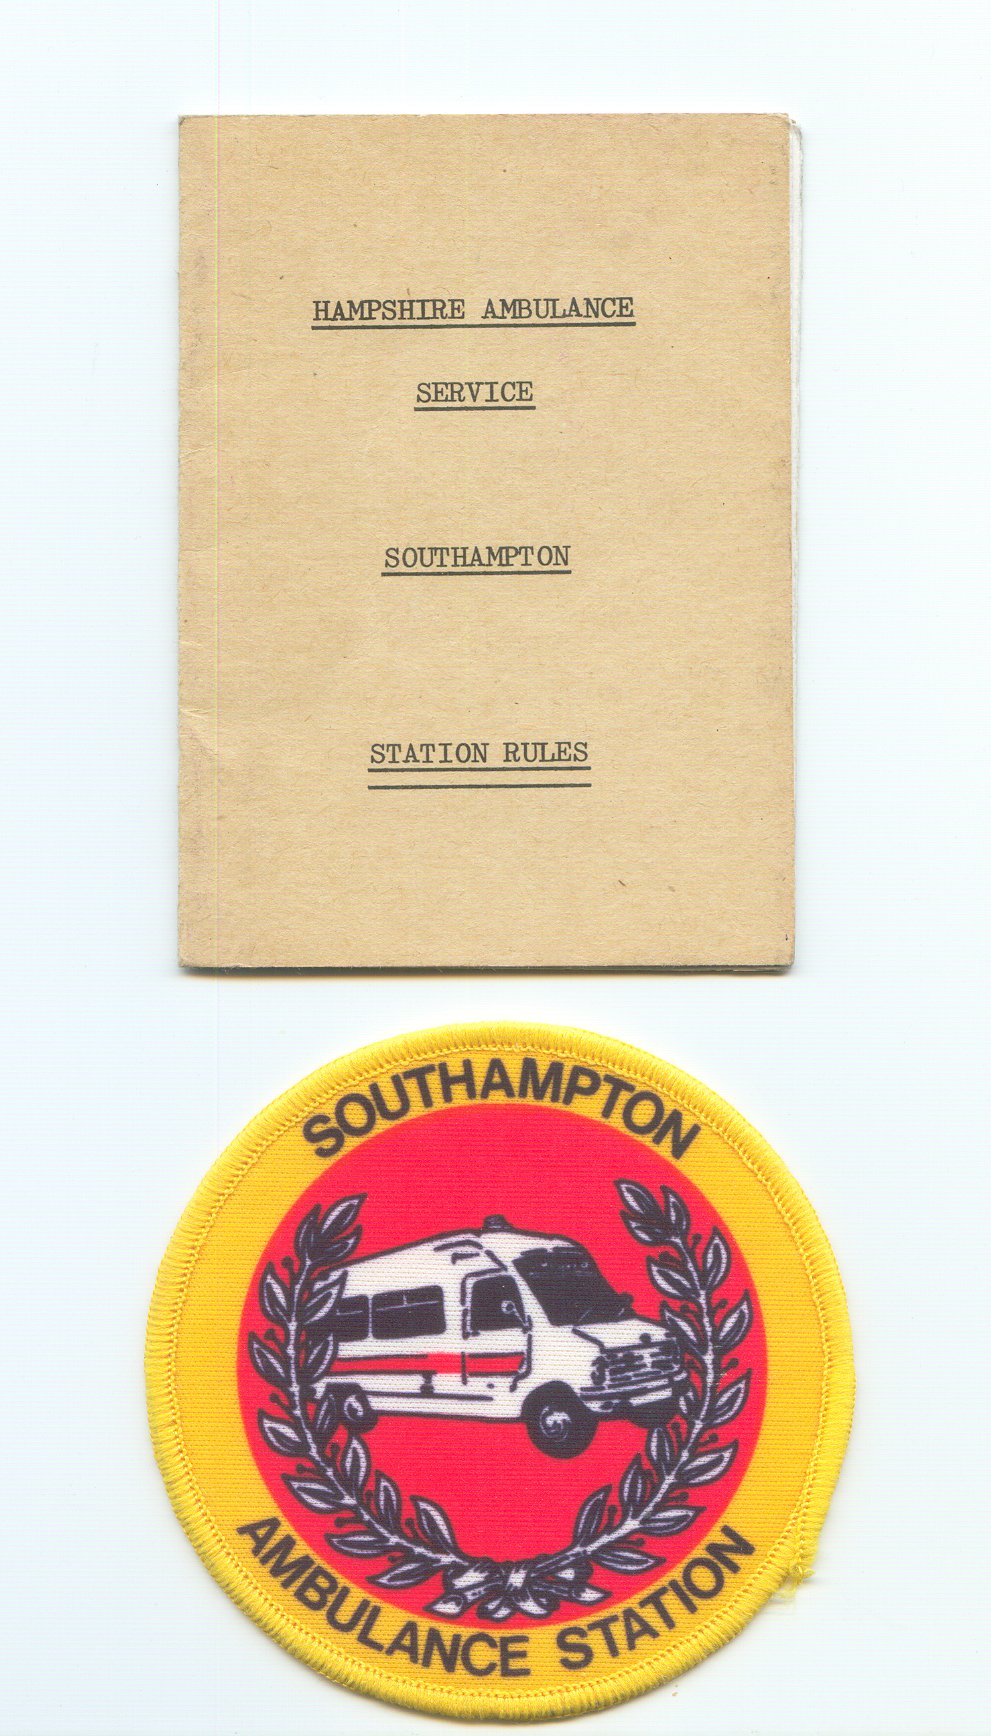 HAMPSHIRE AMBULANCE
SERVICE
SOUTHAMPTON
STATION RULES
SOUTHAMPTON
AMBULANCE STATION